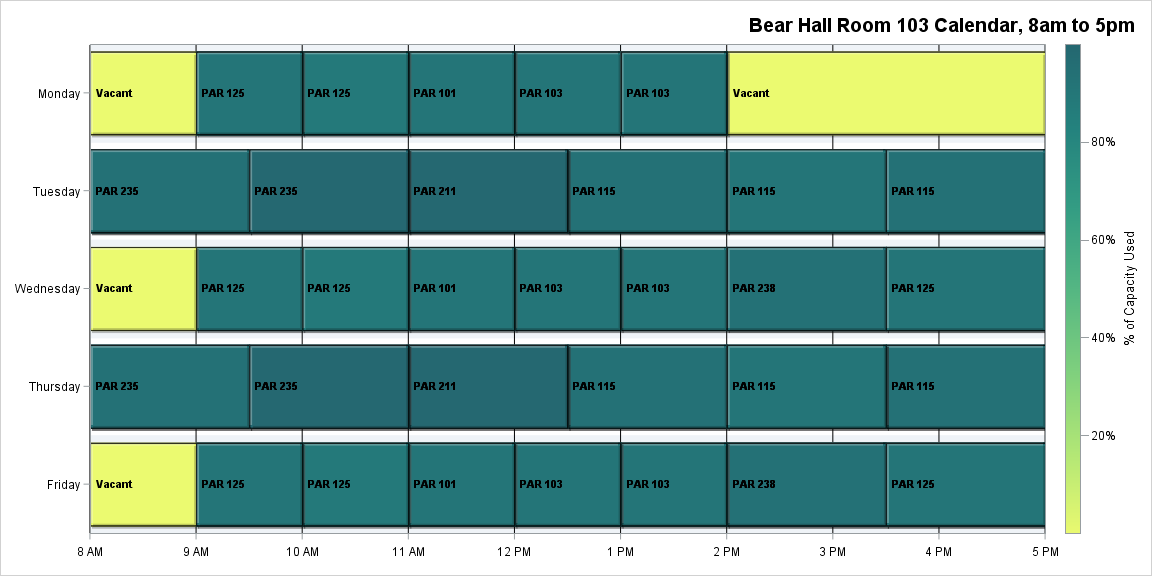 Bear Hall Room 103 Calendar, 8am to 5pm
Monday
Vacant
PAR 125
PAR 125
PAR 101
PAR 103
PAR 103
Vacant
Tuesday
PAR 235
PAR 235
PAR 211
PAR 115
PAR 115
PAR 115
Wednesday
Vacant
PAR 125
PAR 125
PAR 101
PAR 103
PAR 103
PAR 238
PAR 125
Thursday
PAR 235
PAR 235
PAR 211
PAR 115
PAR 115
PAR 115
Friday
Vacant
PAR 125
PAR 125
PAR 101
PAR 103
PAR 103
PAR 238
PAR 125
8 AM
9 AM
10 AM
11 AM
12 PM
1 PM
2 PM
3 PM
4 PM
5 PM
80%
60%
40%
20%
% of Capacity Used